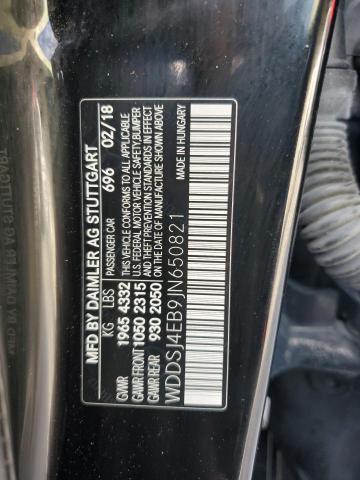 MFD BY DAIMLER AG STUTTGART
PASSENGER CAR 696 02/18
KG LBS
GVWR 1965 4332
GAWR FRONT 1050 2315
GAWR REAR 930 2050
THIS VEHICLE CONFORMS TO ALL APPLICABLE
U.S. FEDERAL MOTOR VEHICLE SAFETY, BUMPER,
AND THEFT PREVENTION STANDARDS IN EFFECT ON THE
DATE OF MANUFACTURE SHOWN ABOVE.
MADE IN HUNGARY
WDDSJ4EB9JN650821